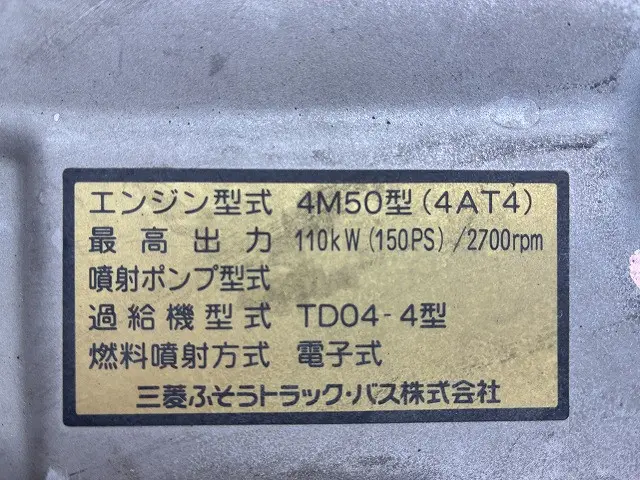 エンジン型式 4M50型(4AT4)
最高出力 110kW(150PS)/2700rpm
噴射ポンプ型式
過給機型式 TD04-4型
燃料噴射方式 電子式
三菱ふそうトラック・バス株式会社